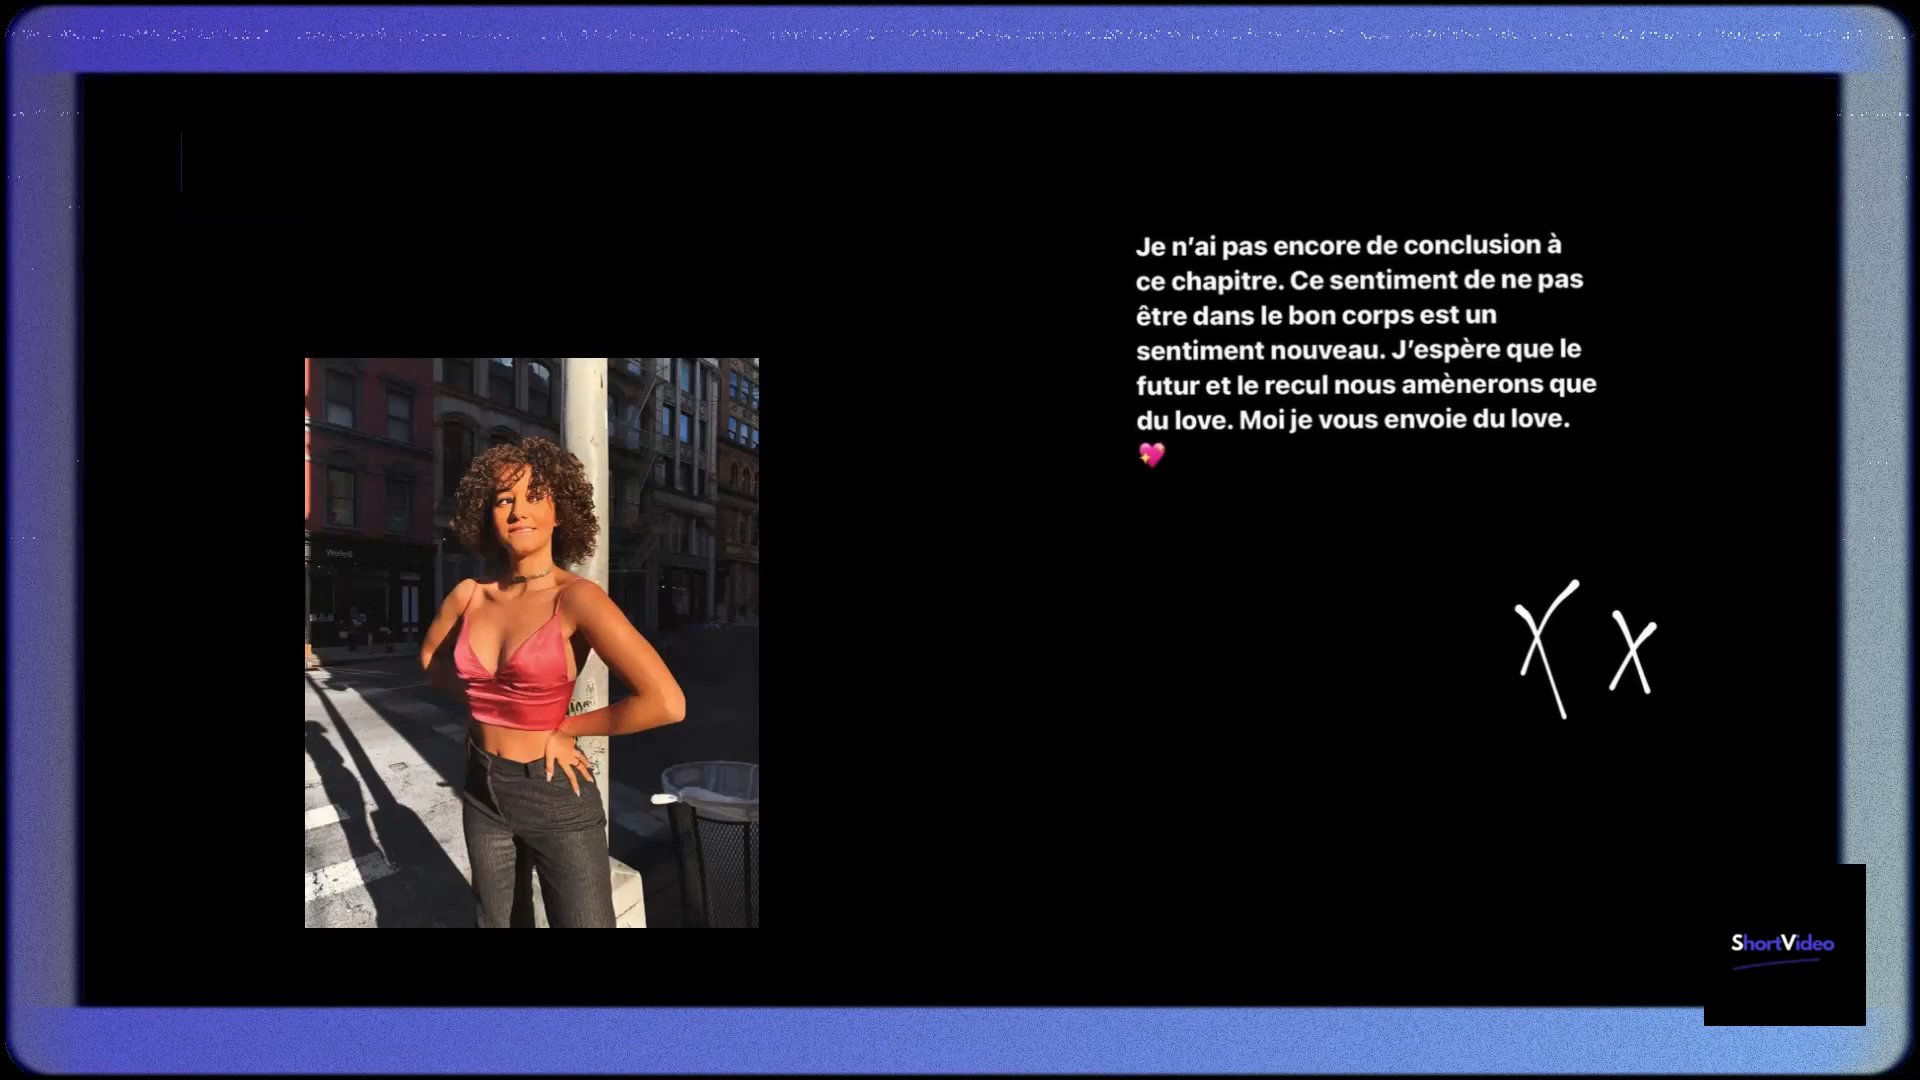 Je n’ai pas encore de conclusion à
ce chapitre. Ce sentiment de ne pas
être dans le bon corps est un
sentiment nouveau. J’espère que le
futur et le recul nous amènerons que
du love. Moi je vous envoie du love.
💖
X x
ShortVideo